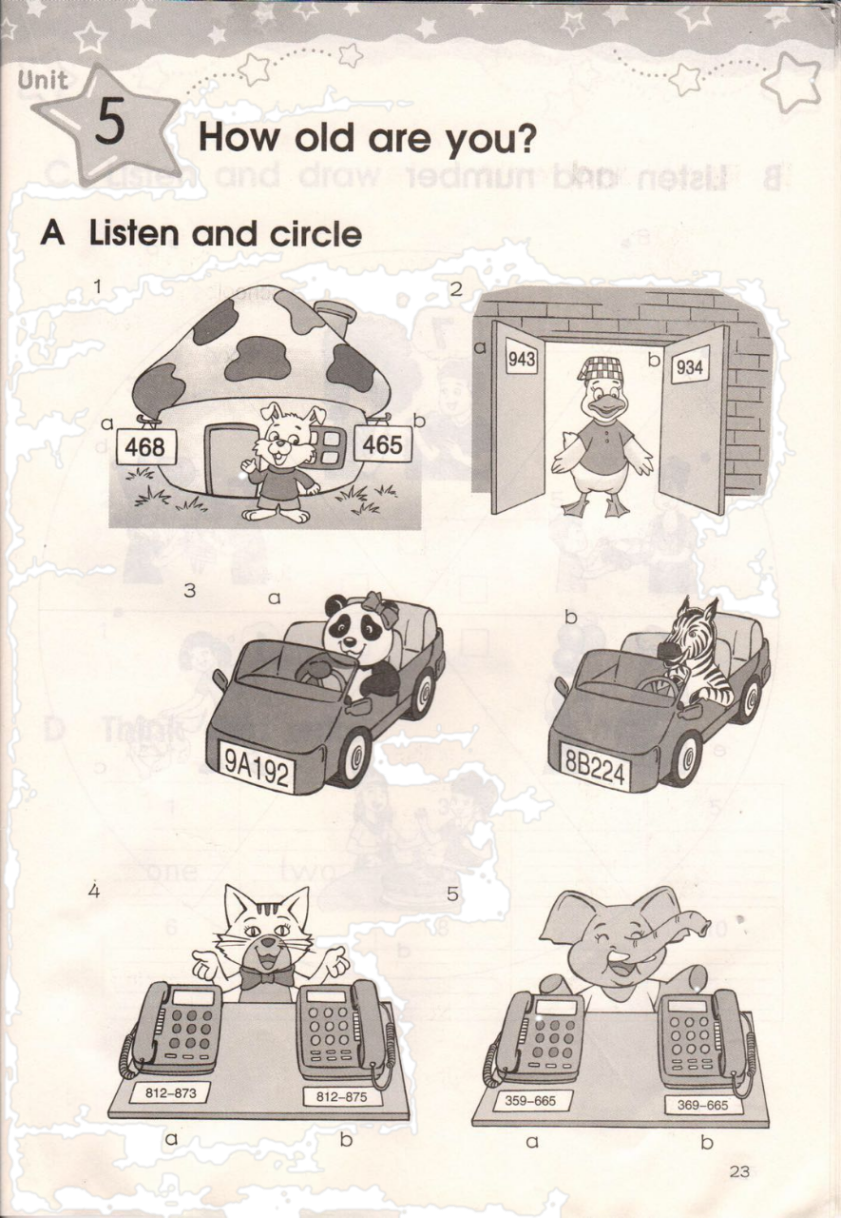 Unit
5
How old are you?
A Listen and circle
1
a
468
b
465
2
a
943
b
934
3
a
9A192
b
8B224
4
812-873
812-875
a
b
5
359-665
369-665
a
b
23